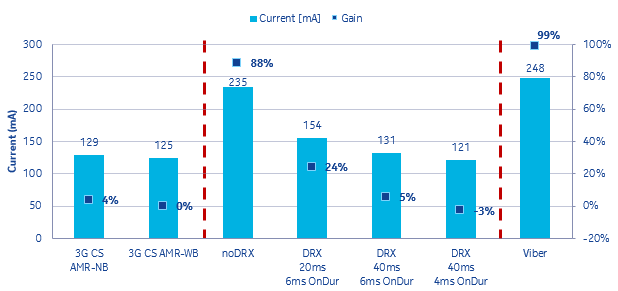 Current [mA] Gain
300 100%
250 80%
200 60%
150 40%
100 20%
50 0%
0 -20%
Current (mA)
129 125 235 154 131 121 248
4% 0% 88% 24% 5% -3% 99%
3G CS AMR-NB
3G CS AMR-WB
noDRX
DRX 20ms 6ms OnDur
DRX 40ms 6ms OnDur
DRX 40ms 4ms OnDur
Viber